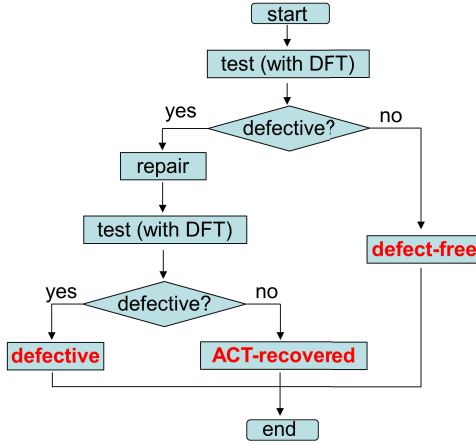 start
test (with DFT)
yes
defective?
no
repair
test (with DFT)
defect-free
yes
defective?
no
defective
ACT-recovered
end